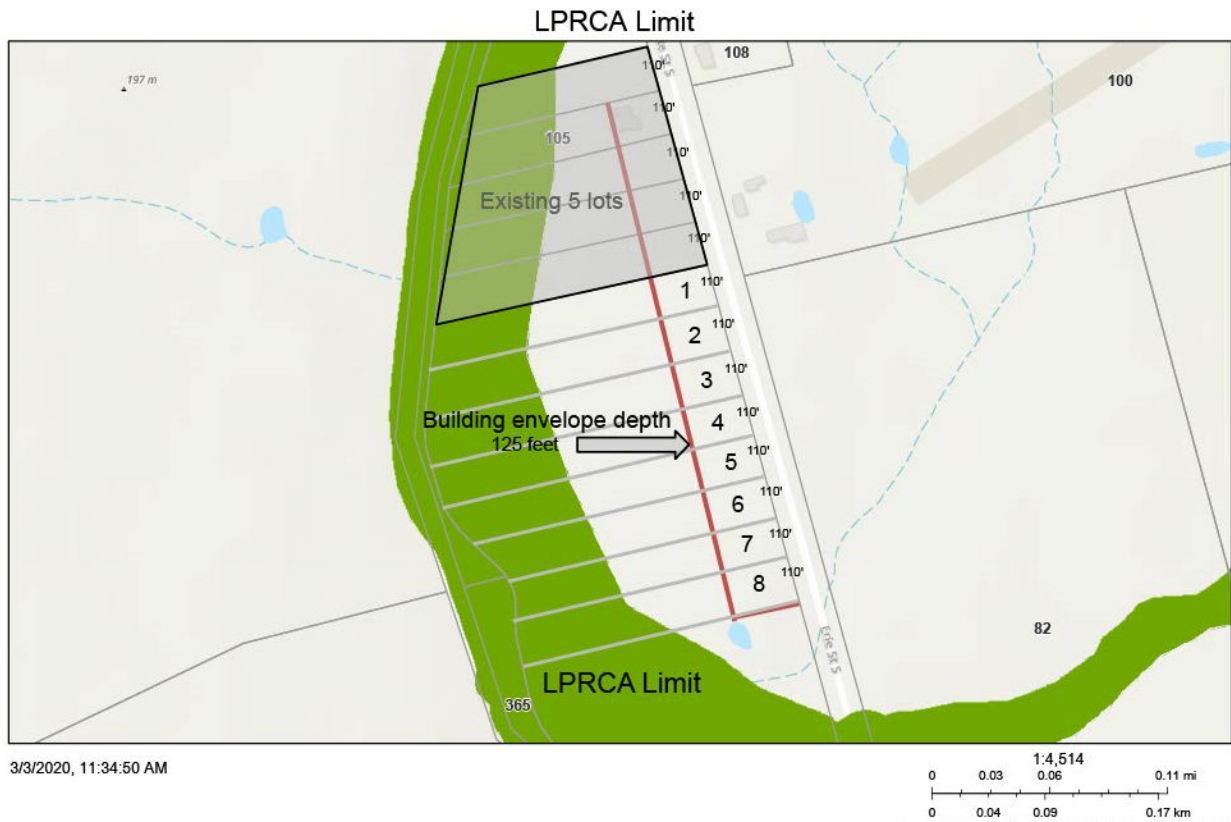 LPRCA Limit
197 m
108
100
110'
110'
105
110'
Existing 5 lots
110'
110'
1 110'
2 110'
3 110'
Building envelope depth
125 feet
4 110'
5 110'
6 110'
7 110'
8 110'
Erie St S
82
LPRCA Limit
365
3/3/2020, 11:34:50 AM
1:4,514
0 0.03 0.06 0.11 mi
0 0.04 0.09 0.17 km